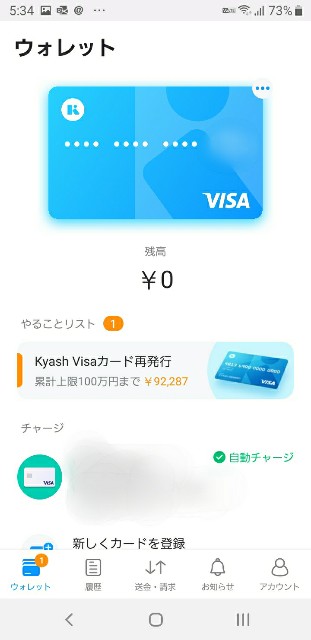 5:34 73%
ウォレット
VISA
残高
¥0
やることリスト 1
Kyash Visaカード再発行
累計上限100万円まで ¥92,287
VISA
チャージ
VISA
自動チャージ
新しくカードを登録
1
ウォレット 履歴 送金・請求 お知らせ アカウント